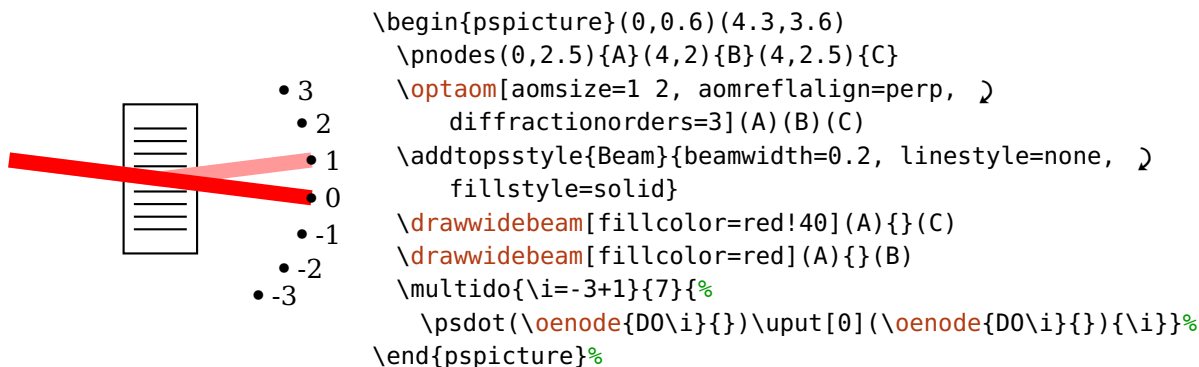 3
2
1
0
-1
-2
-3
\begin{pspicture}(0,0.6)(4.3,3.6)
\pnodes(0,2.5){A}(4,2){B}(4,2.5){C}
\optaom[aomsize=1 2, aomreflalign=perp,
diffractionorders=3](A)(B)(C)
\addtopsstyle{Beam}{beamwidth=0.2, linestyle=none,
fillstyle=solid}
\drawwidebeam[fillcolor=red!40](A){}(C)
\drawwidebeam[fillcolor=red](A){}(B)
\multido{\i=-3+1}{7}{%
\psdot(\oenode{DO\i}{})\uput[0](\oenode{DO\i}{}){\i}}%
\end{pspicture}%